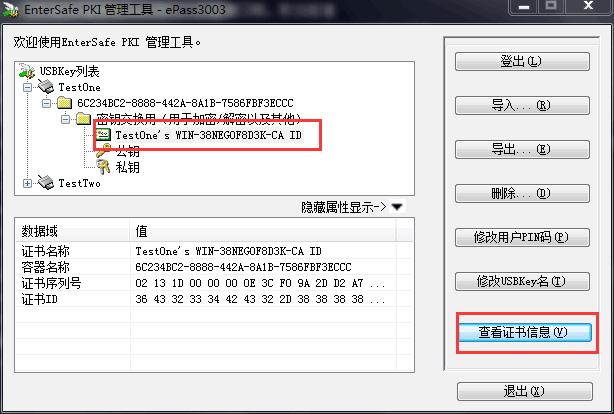 EnterSafe PKI 管理工具 - ePass3003
欢迎使用EnterSafe PKI 管理工具。
USBKey列表
TestOne
6C234BC2-8888-442A-8A1B-7586FBF3ECCC
密钥交换用（用于加密/解密以及其他）
TestOne's WIN-38NEGOF8D3K-CA ID
公钥
私钥
TestTwo
隐藏属性显示->
数据域 值
证书名称 TestOne's WIN-38NEGOF8D3K-CA ID
容器名称 6C234BC2-8888-442A-8A1B-7586FBF3ECCC
证书序列号 02 13 1D 00 00 00 0E 3C F0 9A 2D D2 A7 ...
证书ID 36 43 32 33 34 42 43 32 2D 38 38 38 38 ...
登出(L)
导入... (R)
导出... (E)
删除... (D)
修改用户PIN码(P)
修改USBKey名(T)
查看证书信息(V)
退出(X)